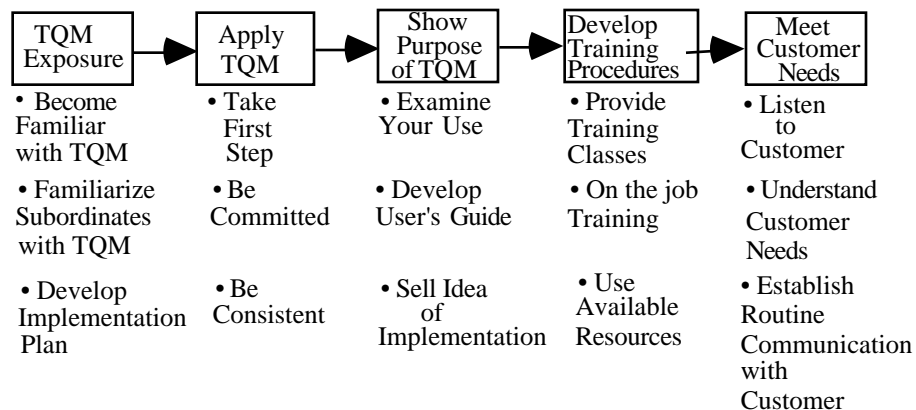 TQM
Exposure
• Become
Familiar
with TQM
• Familiarize
Subordinates
with TQM
• Develop
Implementation
Plan
Apply
TQM
• Take
First
Step
• Be
Committed
• Be
Consistent
Show
Purpose
of TQM
• Examine
Your Use
• Develop
User's Guide
• Sell Idea
of
Implementation
Develop
Training
Procedures
• Provide
Training
Classes
• On the job
Training
• Use
Available
Resources
Meet
Customer
Needs
• Listen
to
Customer
• Understand
Customer
Needs
• Establish
Routine
Communication
with
Customer